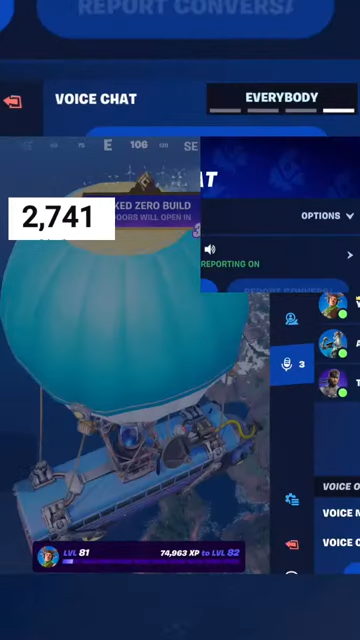 REPORT CONVERS
VOICE CHAT
EVERYBODY
E
106
SE
AT
KED ZERO BUILD
OORS WILL OPEN IN
2,741
OPTIONS
REPORTING ON
REPORT CONVERS
3
A
T
VOICE O
VOICE M
VOICE C
LVL 81
74,963 XP to LVL 82